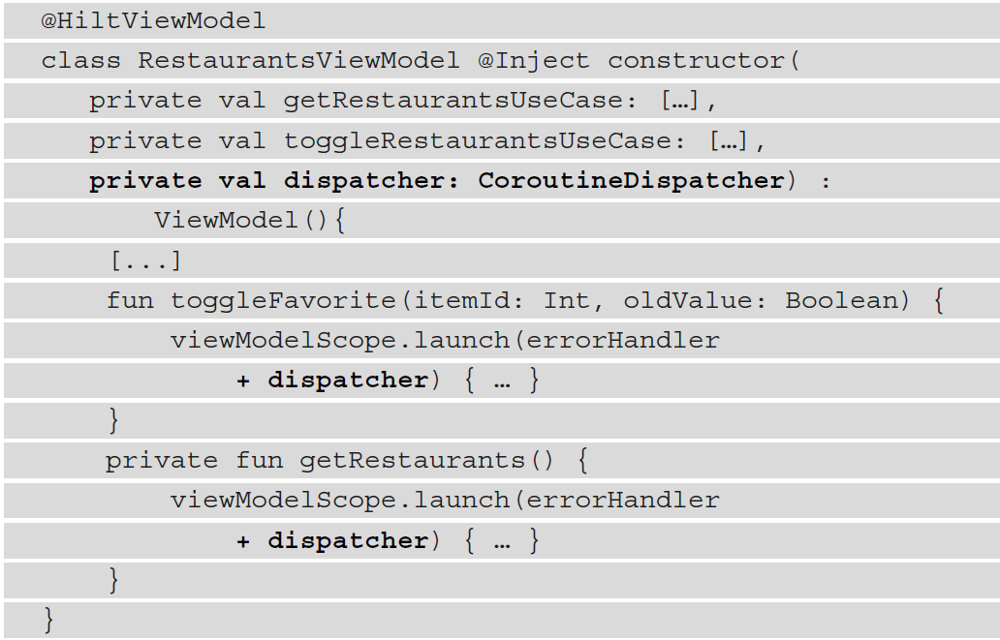 @HiltViewModel
class RestaurantsViewModel @Inject constructor(
private val getRestaurantsUseCase: […],
private val toggleRestaurantsUseCase: […],
private val dispatcher: CoroutineDispatcher) :
ViewModel(){
[...]
fun toggleFavorite(itemId: Int, oldValue: Boolean) {
viewModelScope.launch(errorHandler
+ dispatcher) { … }
}
private fun getRestaurants() {
viewModelScope.launch(errorHandler
+ dispatcher) { … }
}
}